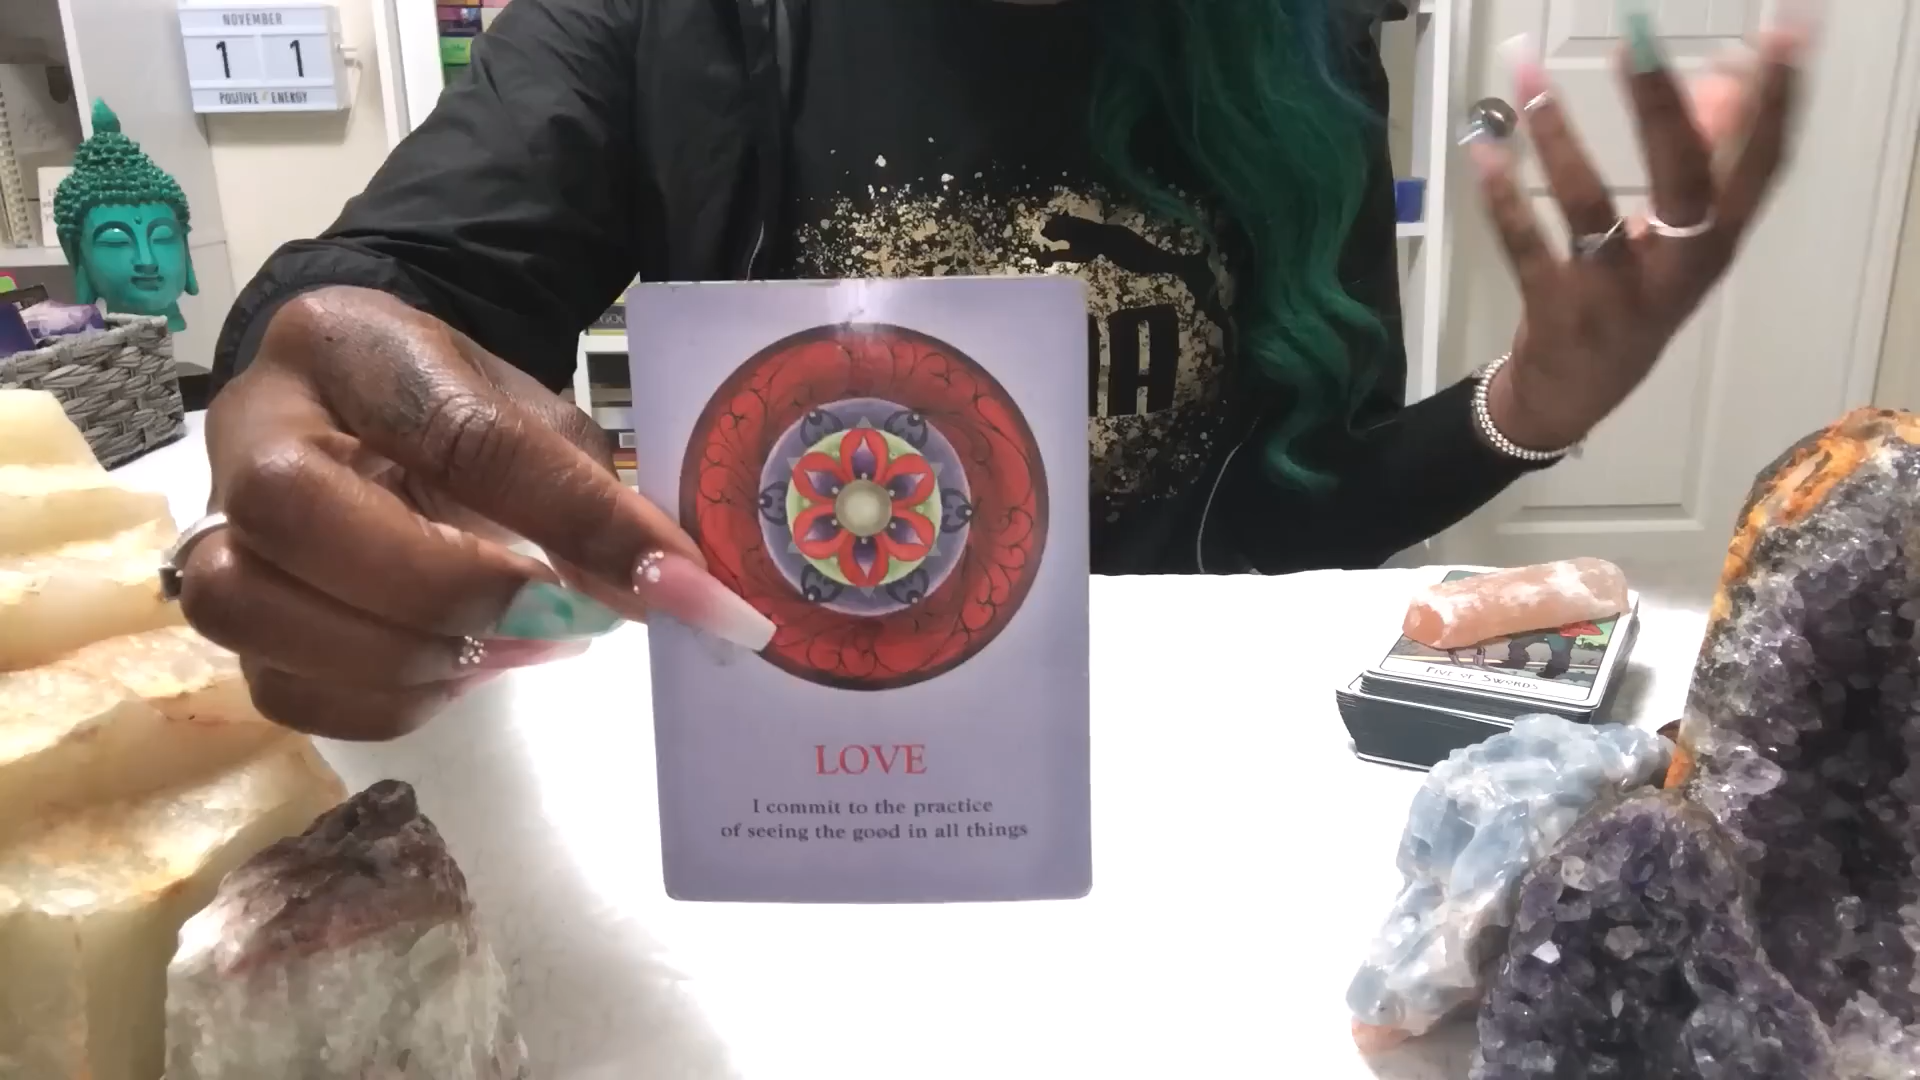 NOVEMBER
1 1
POSITIVE ENERGY
LOVE
I commit to the practice
of seeing the good in all things
FIVE OF SWORDS